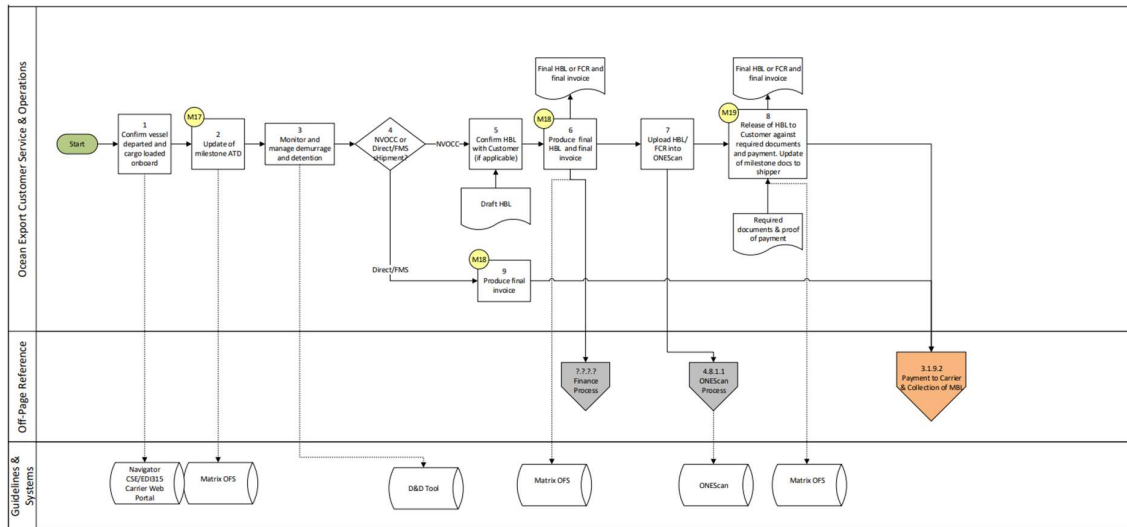 Ocean Export Customer Service & Operations
Start
1
Confirm vessel
departed and
cargo loaded
onboard
M17
2
Update of
milestone ATD
3
Monitor and
manage demurrage
and detention
4
NVOCC or
Direct/FMS
sHipment?
NVOCC
5
Confirm HBL
with Customer
(if applicable)
Draft HBL
Final HBL or FCR and
final invoice
M18
6
Produce final
HBL and final
invoice
7
Upload HBL/
FCR into
ONEScan
Final HBL or FCR and
final invoice
M19
8
Release of HBL to
Customer against
required documents
and payment. Update
of milestone docs to
shipper
Required
documents & proof
of payment
Direct/FMS
M18
9
Produce final
invoice
Off-Page Reference
?.?.?.?
Finance
Process
4.8.1.1
ONEScan
Process
3.1.9.2
Payment to Carrier
& Collection of MBL
Guidelines &
Systems
Navigator
CSE/EDI315
Carrier Web
Portal
Matrix OFS
D&D Tool
Matrix OFS
ONEScan
Matrix OFS